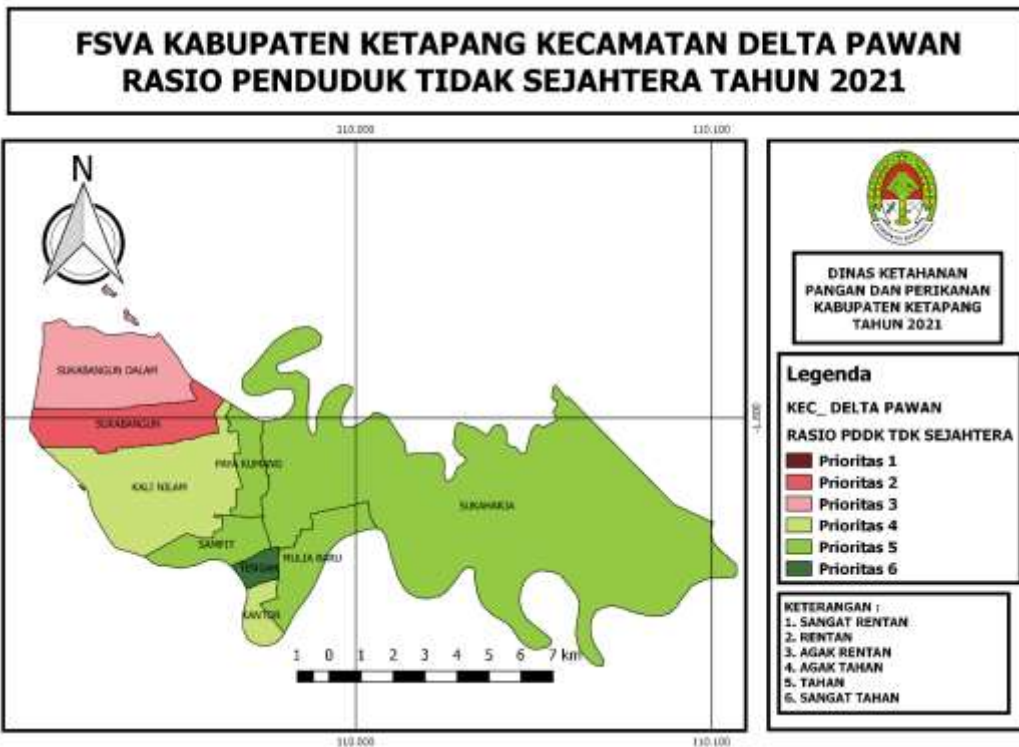 FSVA KABUPATEN KETAPANG KECAMATAN DELTA PAWAN
RASIO PENDUDUK TIDAK SEJAHTERA TAHUN 2021
110.000
110.100
N
SUKABANGUN DALAM
SUKABANGUN
KALI NILAM
PAYA KUMANG
SUKAHARJA
SAMPIT
TENGAH
MULIA BARU
KANTOR
-1.800
1 0 1 2 3 4 5 6 7 km
110.000
110.100
DINAS KETAHANAN
PANGAN DAN PERIKANAN
KABUPATEN KETAPANG
TAHUN 2021
Legenda
KEC_ DELTA PAWAN
RASIO PDDK TDK SEJAHTERA
Prioritas 1
Prioritas 2
Prioritas 3
Prioritas 4
Prioritas 5
Prioritas 6
KETERANGAN :
1. SANGAT RENTAN
2. RENTAN
3. AGAK RENTAN
4. AGAK TAHAN
5. TAHAN
6. SANGAT TAHAN